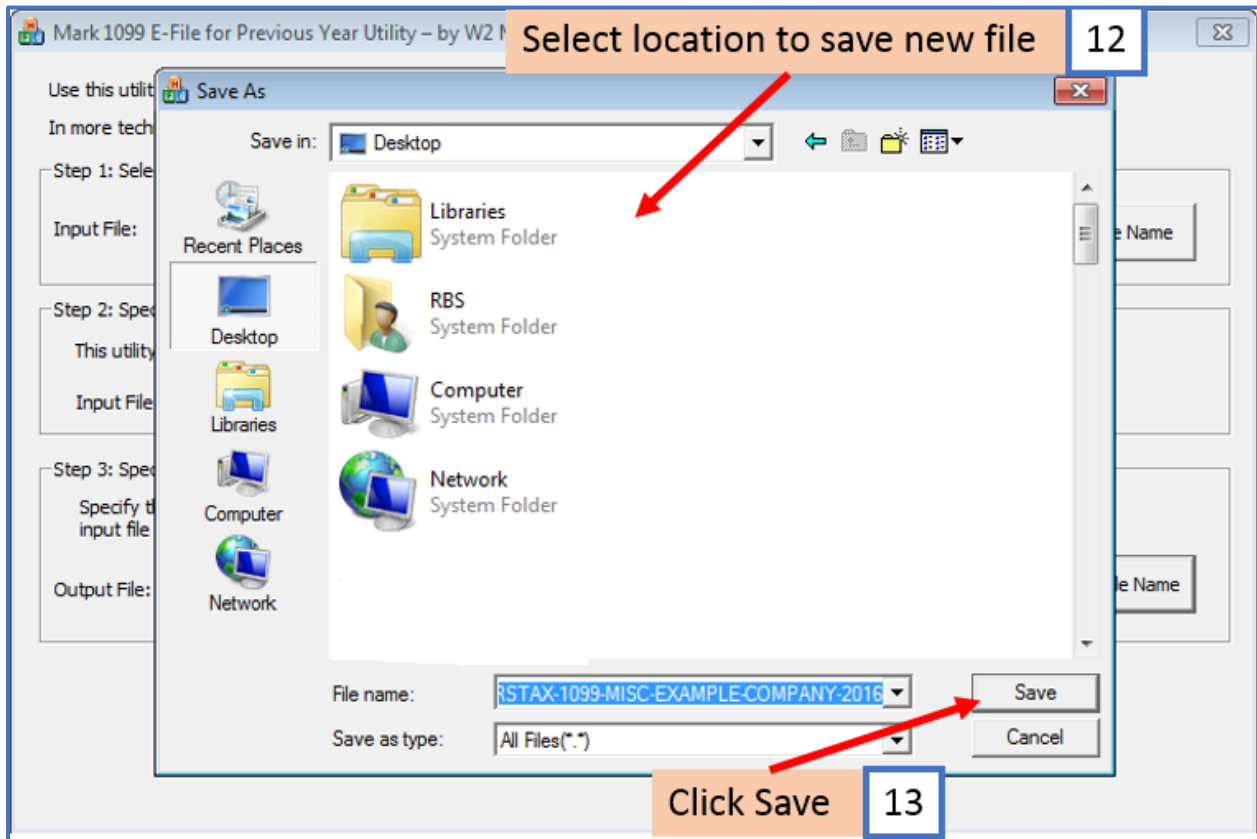 Mark 1099 E-File for Previous Year Utility – by W2
Select location to save new file 12
Use this utilit
Save As
In more tech
Save in: Desktop
Step 1: Sele
Input File:
Recent Places
Libraries
System Folder
Name
RBS
System Folder
Step 2: Spec
Desktop
This utility
Input File
Libraries
Computer
System Folder
Step 3: Spec
Specify
input file
Computer
Network
System Folder
Output File:
Network
le Name
File name: RSTAX-1099-MISC-EXAMPLE-COMPANY-2016
Save
Save as type: All Files(*.*)
Cancel
Click Save 13